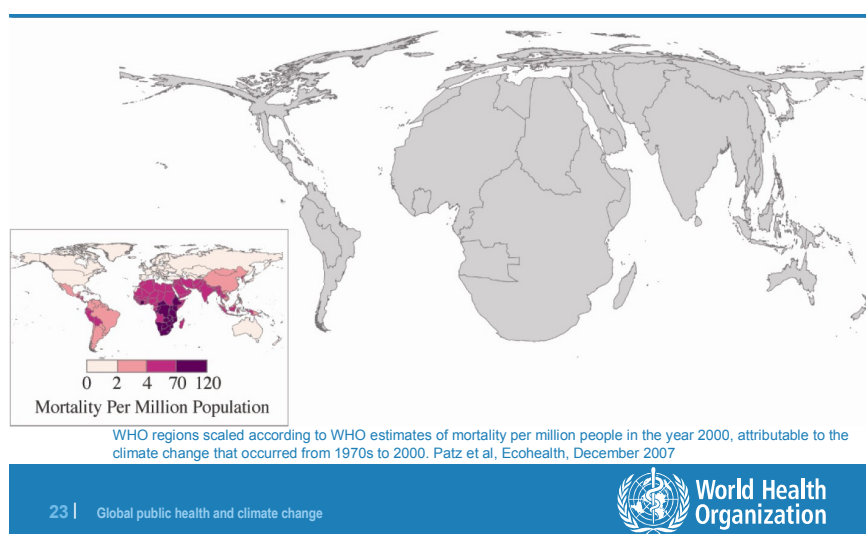 0 2 4 70 120
Mortality Per Million Population
WHO regions scaled according to WHO estimates of mortality per million people in the year 2000, attributable to the
climate change that occurred from 1970s to 2000. Patz et al, Ecohealth, December 2007
23 | Global public health and climate change
World Health
Organization